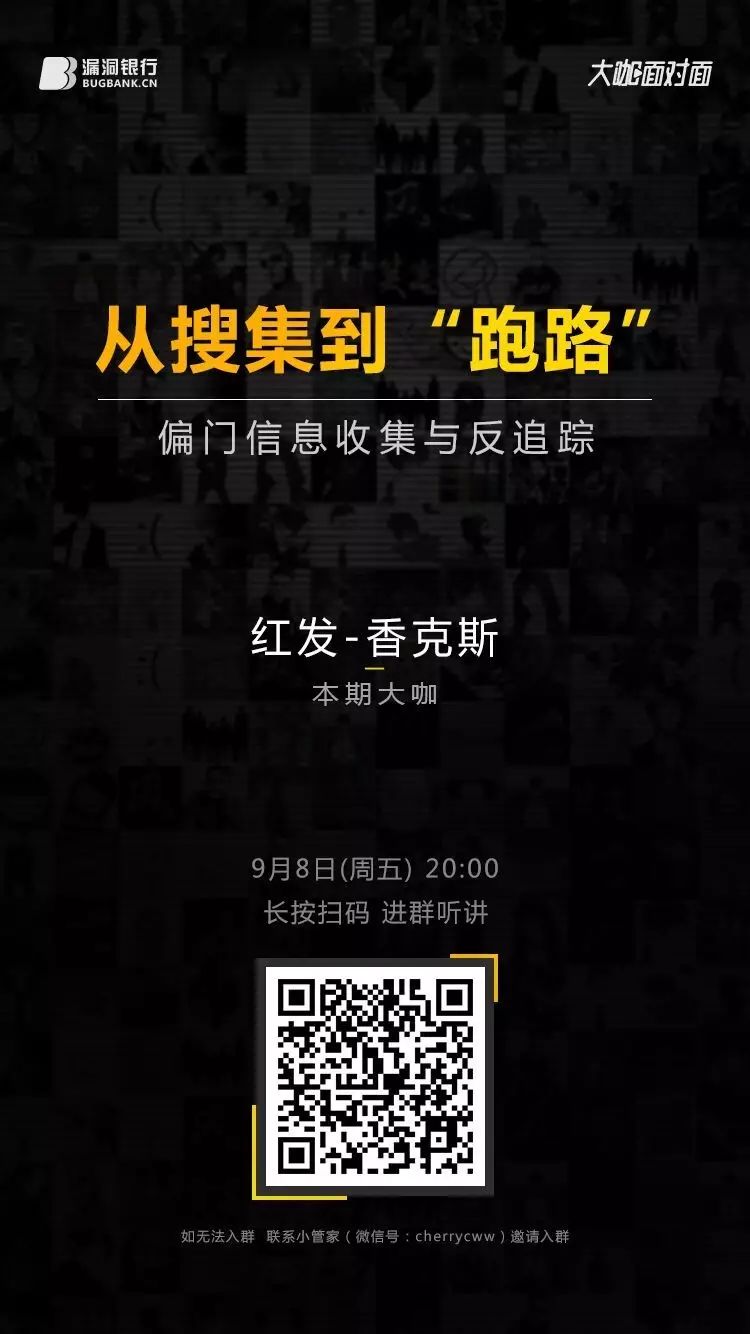 漏洞银行
BUGBANK.CN
大咖面对面
从搜集到“跑路”
偏门信息收集与反追踪
红发-香克斯
本期大咖
9月8日(周五) 20:00
长按扫码 进群听讲
如无法入群 联系小管家(微信号:cherrycww)邀请入群